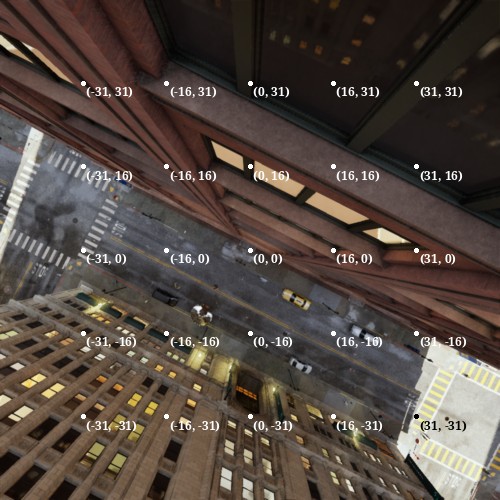 (-31, 31) (-16, 31) (0, 31) (16, 31) (31, 31)
(-31, 16) (-16, 16) (0, 16) (16, 16) (31, 16)
(-31, 0) (-16, 0) (0, 0) (16, 0) (31, 0)
(-31, -16) (-16, -16) (0, -16) (16, -16) (31, -16)
(-31, -31) (-16, -31) (0, -31) (16, -31) (31, -31)